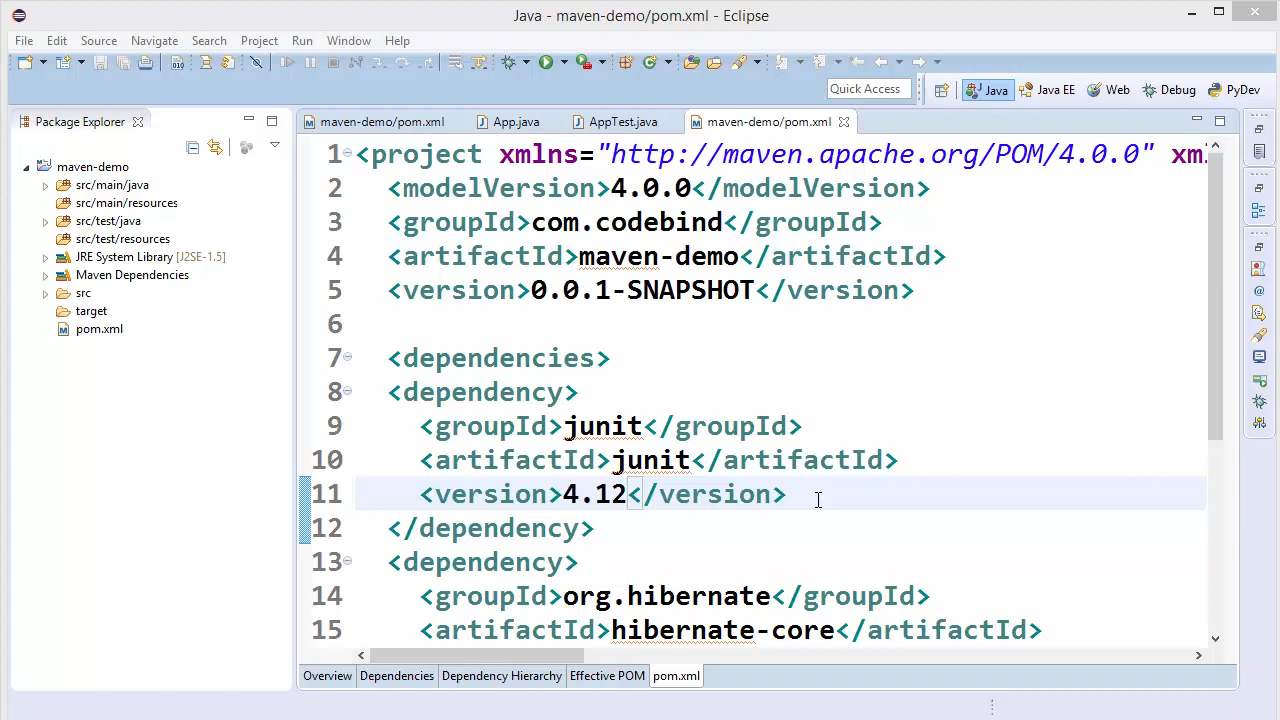 Java - maven-demo/pom.xml - Eclipse
File Edit Source Navigate Search Project Run Window Help
Quick Access
Java
Java EE
Web
Debug
PyDev
Package Explorer
maven-demo
src/main/java
src/main/resources
src/test/java
src/test/resources
JRE System Library [J2SE-1.5]
Maven Dependencies
src
target
pom.xml
maven-demo/pom.xml App.java AppTest.java maven-demo/pom.xml
1 <project xmlns="http://maven.apache.org/POM/4.0.0"
2 <modelVersion>4.0.0</modelVersion>
3 <groupId>com.codebind</groupId>
4 <artifactId>maven-demo</artifactId>
5 <version>0.0.1-SNAPSHOT</version>
6
7 <dependencies>
8 <dependency>
9 <groupId>junit</groupId>
10 <artifactId>junit</artifactId>
11 <version>4.12</version>
12 </dependency>
13 <dependency>
14 <groupId>org.hibernate</groupId>
15 <artifactId>hibernate-core</artifactId>
Overview Dependencies Dependency Hierarchy Effective POM pom.xml